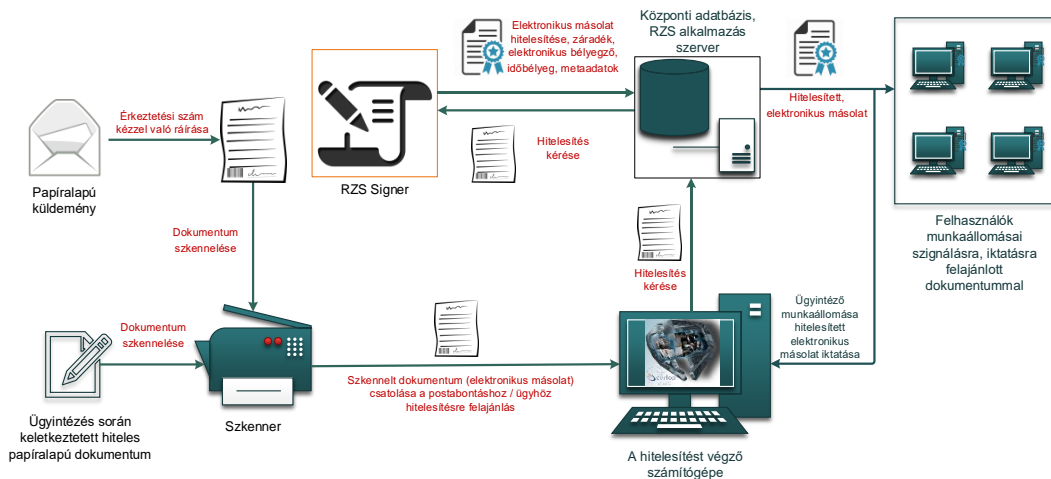 Elektronikus másolat
hitelesítése, záradék,
elektronikus bélyegző,
időbélyeg, metaadatok
Központi adatbázis,
RZS alkalmazás
szerver
Érkeztetési szám
kézzel való ráírása
Hitelesített,
elektronikus másolat
Hitelesítés
kérése
Papíralapú
küldemény
RZS Signer
Felhasználók
munkaállomásai
szignálásra, iktatásra
felajánlott
dokumentummal
Dokumentum
szkennelése
Hitelesítés
kérése
Ügyintéző
munkaállomása
hitelesített
elektronikus
másolat iktatása
Dokumentum
szkennelése
Szkennelt dokumentum (elektronikus másolat)
csatolása a postabontáshoz / ügyhöz
hitelesítésre felajánlás
Ügyintézés során
keletkeztetett hiteles
papíralapú dokumentum
Szkenner
A hitelesítést végző
számítógépe